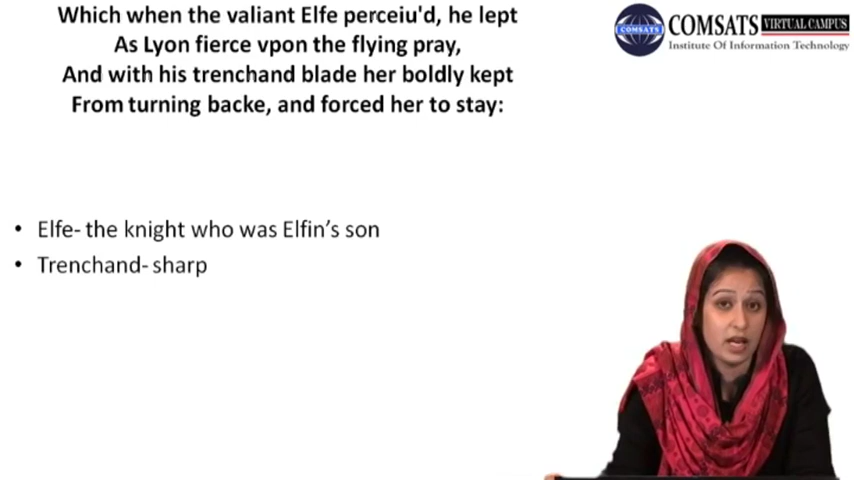 Which when the valiant Elfe perceiu'd, he lept
As Lyon fierce vpon the flying pray,
And with his trenchand blade her boldly kept
From turning backe, and forced her to stay:
COMSATS
COMSATS VIRTUAL CAMPUS
Institute Of Information Technology
• Elfe- the knight who was Elfin’s son
• Trenchand- sharp